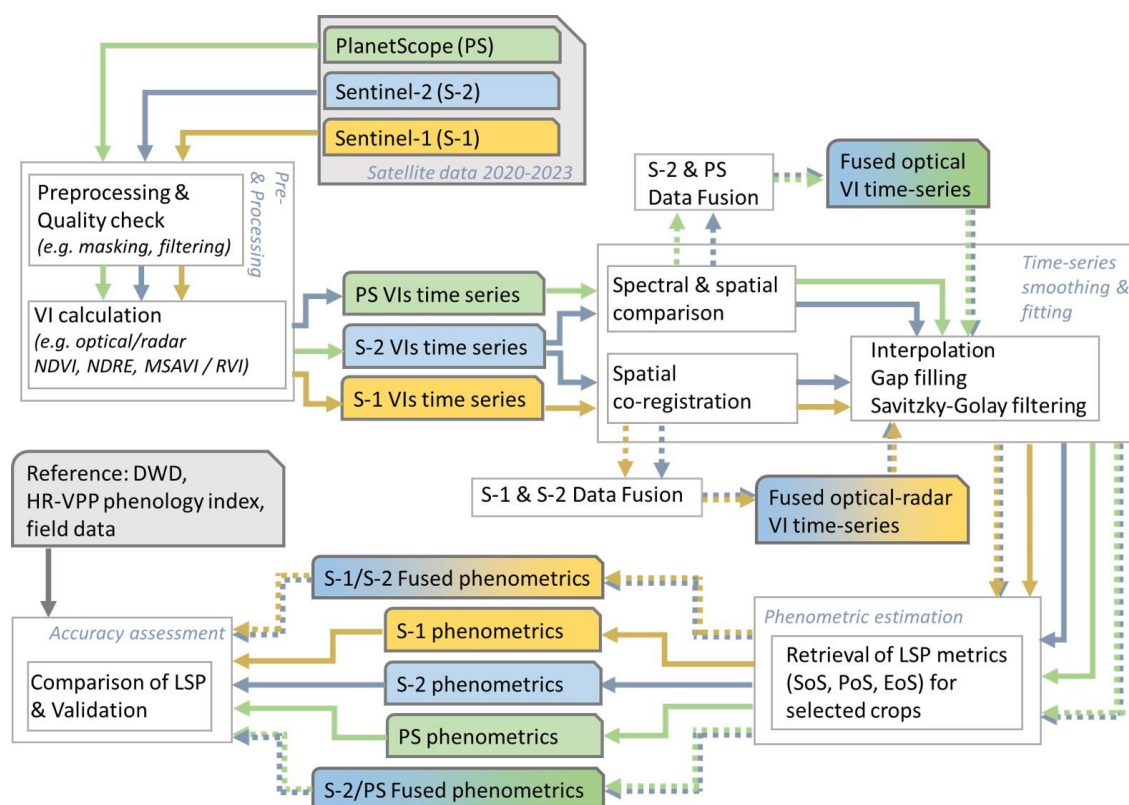 PlanetScope (PS)
Sentinel-2 (S-2)
Sentinel-1 (S-1)
Satellite data 2020-2023
Pre-
& Processing
Preprocessing &
Quality check
(e.g. masking, filtering)
VI calculation
(e.g. optical/radar
NDVI, NDRE, MSAVI / RVI)
PS VIs time series
S-2 VIs time series
S-1 VIs time series
S-2 & PS
Data Fusion
Fused optical
VI time-series
Time-series
smoothing &
fitting
Spectral & spatial
comparison
Spatial
co-registration
Interpolation
Gap filling
Savitzky-Golay filtering
S-1 & S-2 Data Fusion
Fused optical-radar
VI time-series
Reference: DWD,
HR-VPP phenology index,
field data
Accuracy assessment
Comparison of LSP
& Validation
S-1/S-2 Fused phenometrics
S-1 phenometrics
S-2 phenometrics
PS phenometrics
S-2/PS Fused phenometrics
Phenometric estimation
Retrieval of LSP metrics
(SoS, PoS, EoS) for
selected crops